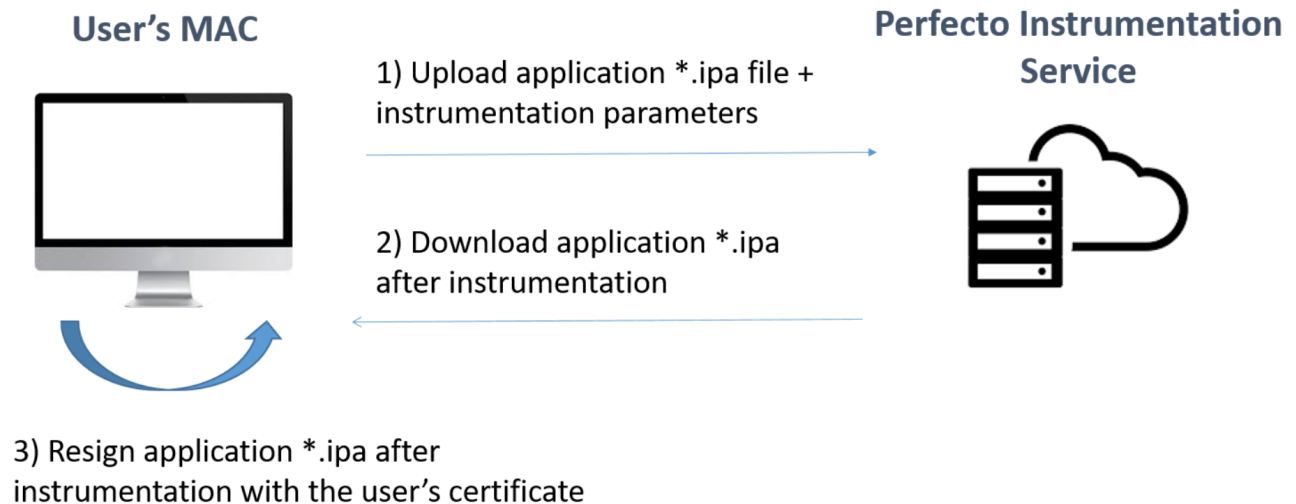 User's MAC
Perfecto Instrumentation
Service
1) Upload application *.ipa file +
instrumentation parameters
2) Download application *.ipa
after instrumentation
3) Resign application *.ipa after
instrumentation with the user's certificate